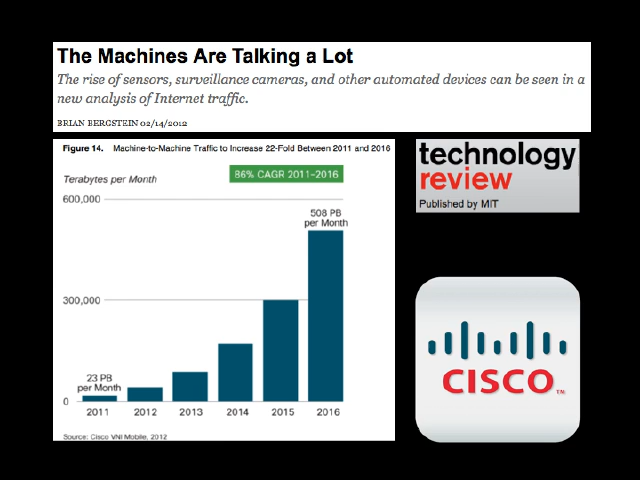 The Machines Are Talking a Lot
The rise of sensors, surveillance cameras, and other automated devices can be seen in a
new analysis of Internet traffic.
BRIAN BERGSTEIN 02/14/2012
Figure 14. Machine-to-Machine Traffic to Increase 22-Fold Between 2011 and 2016
Terabytes per Month
86% CAGR 2011-2016
600,000
508 PB
per Month
300,000
23 PB
per Month
0
2011 2012 2013 2014 2015 2016
Source: Cisco VNI Mobile, 2012
technology
review
Published by MIT
CISCO
TM